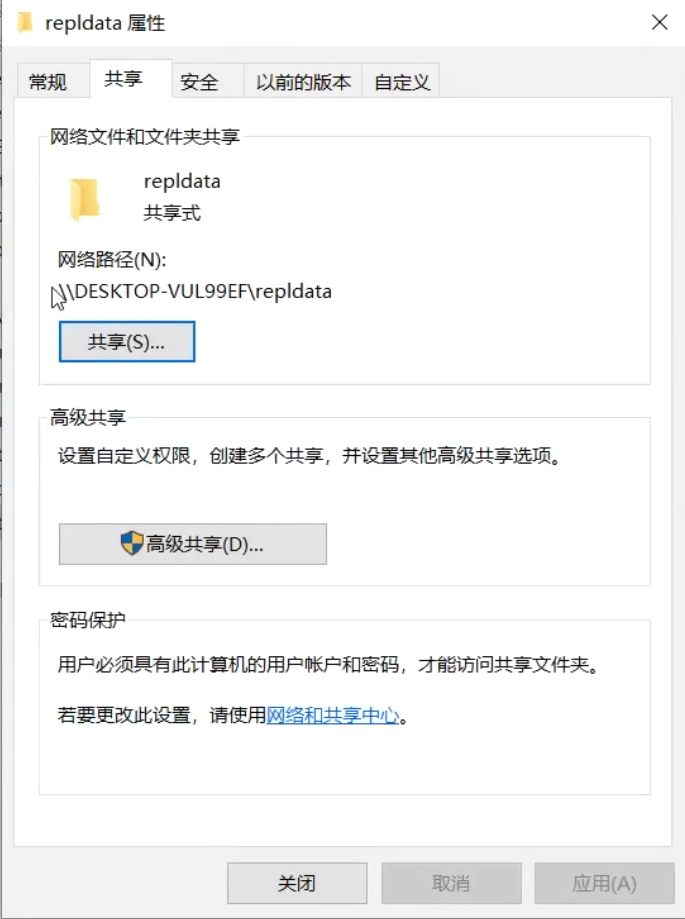 repldata 属性
常规
共享
安全
以前的版本
自定义
网络文件和文件夹共享
repldata
共享式
网络路径(N):
\\DESKTOP-VUL99EF\repldata
共享(S)...
高级共享
设置自定义权限，创建多个共享，并设置其他高级共享选项。
高级共享(D)...
密码保护
用户必须具有此计算机的用户帐户和密码，才能访问共享文件夹。
若要更改此设置，请使用网络和共享中心。
关闭
取消
应用(A)